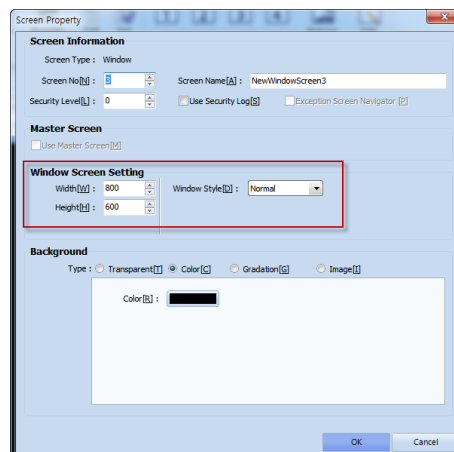 Screen Property
Screen Information
Screen Type : Window
Screen No[N] : 3 Screen Name[A] : NewWindowScreen3
Security Level[L] : 0 Use Security Log[S] Exception Screen Navigator [P]
Master Screen
Use Master Screen[M]
Window Screen Setting
Width[W] : 800 Window Style[D] : Normal
Height[H] : 600
Background
Type : Transparent[T] Color[C] Gradation[G] Image[I]
Color[R] :
OK Cancel